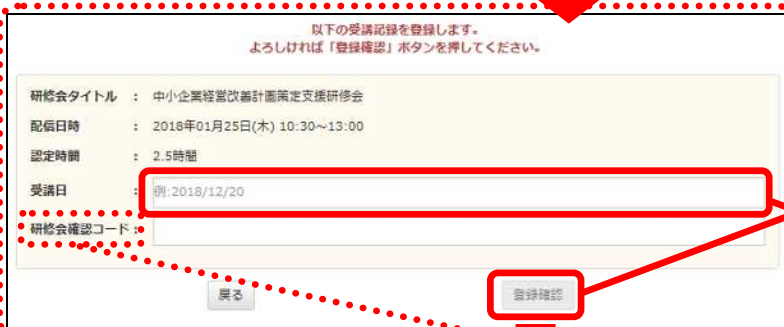 以下の受講記録を登録します。
よろしければ「登録確認」ボタンを押してください。
研修会タイトル : 中小企業経営改善計画策定支援研修会
配信日時 : 2018年01月25日(木) 10:30~13:00
認定時間 : 2.5時間
受講日 : 例:2018/12/20
研修会確認コード :
戻る 登録確認